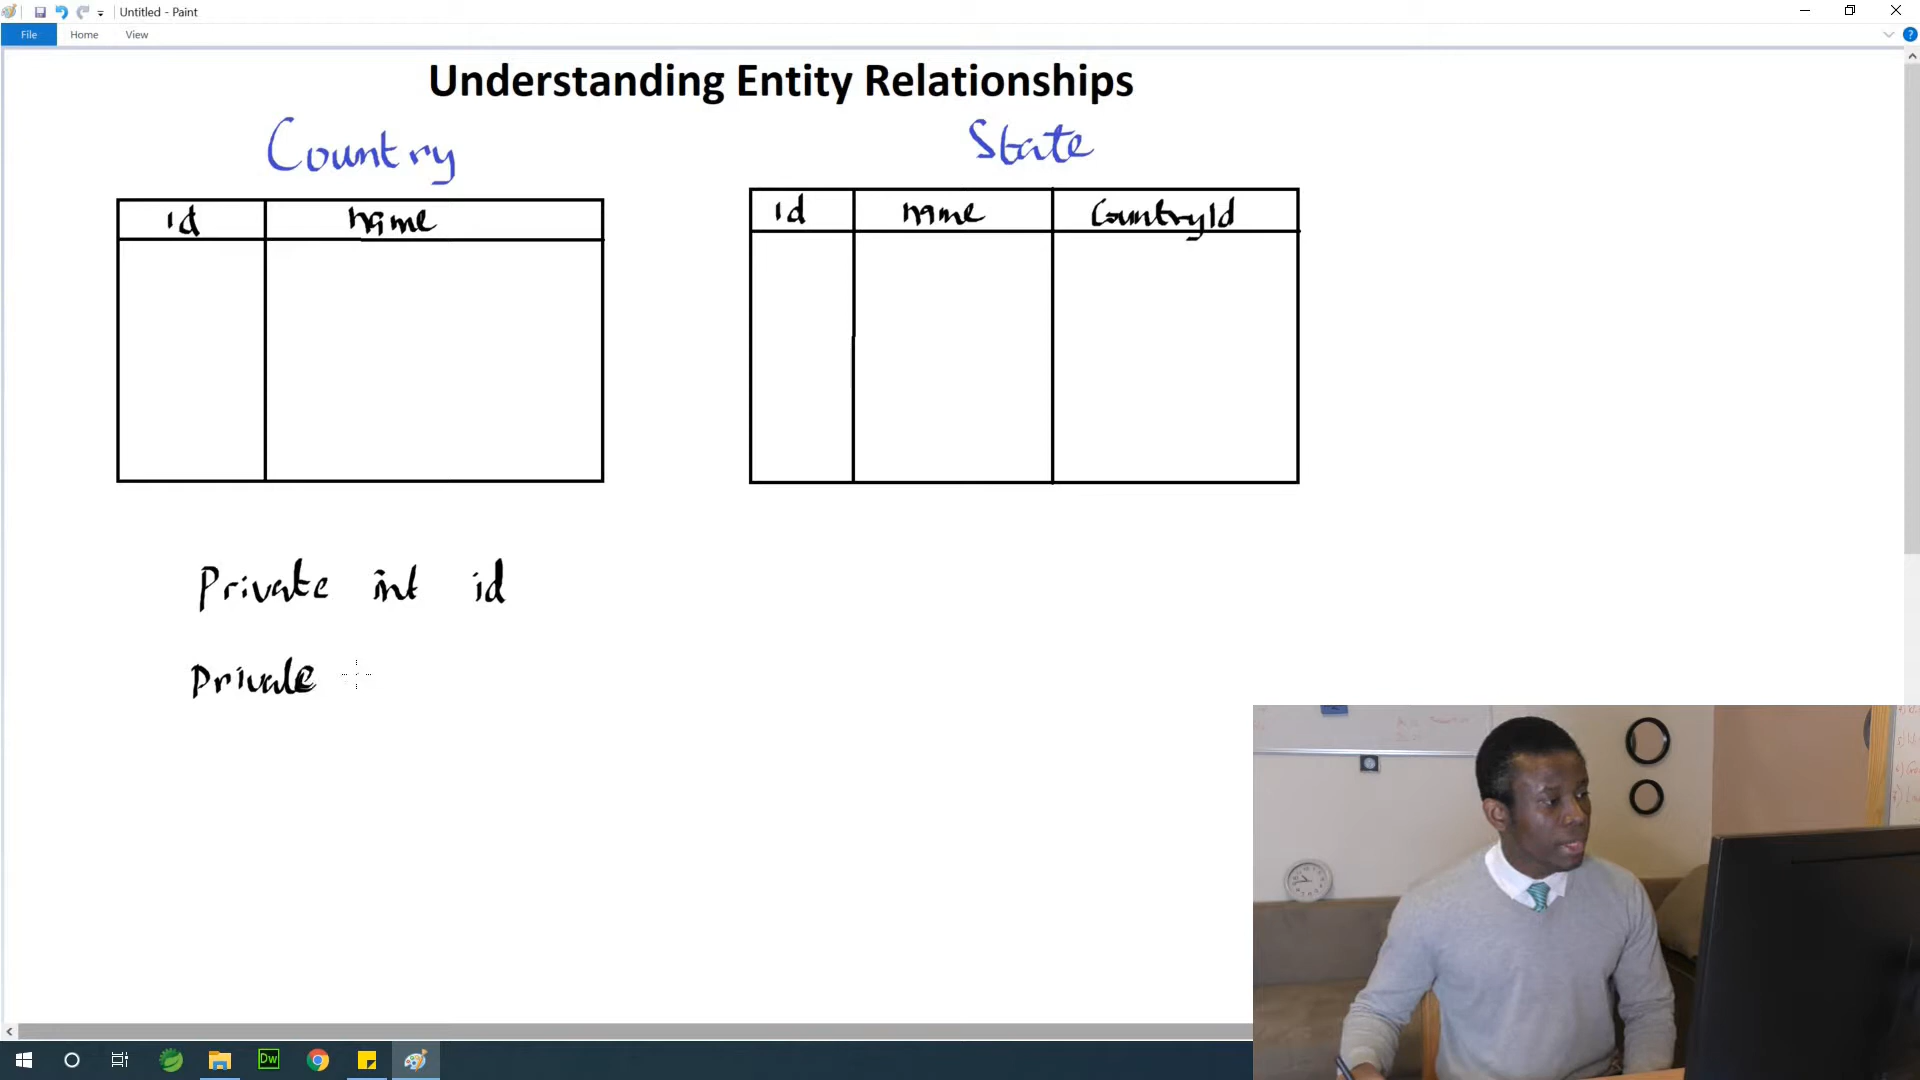 Untitled - Paint
File Home View
Understanding Entity Relationships
Country
State
id name
id name CountryId
Private int id
Private
Dw